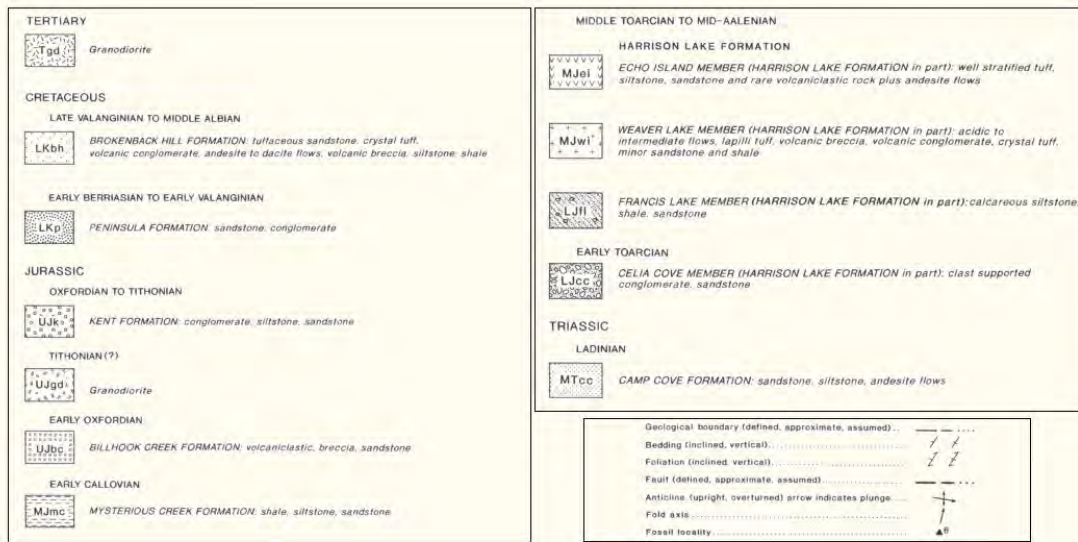 TERTIARY
Tgd
Granodiorite
CRETACEOUS
LATE VALANGINIAN TO MIDDLE ALBIAN
LKbh
BROKENBACK HILL FORMATION: tuffaceous sandstone, crystal tuff,
volcanic conglomerate, andesite to dacite flows, volcanic breccia, siltstone, shale
EARLY BERRIASIAN TO EARLY VALANGINIAN
LKp
PENINSULA FORMATION: sandstone, conglomerate
JURASSIC
OXFORDIAN TO TITHONIAN
UJk
KENT FORMATION: conglomerate, siltstone, sandstone
TITHONIAN(?)
UJgd
Granodiorite
EARLY OXFORDIAN
UJbc
BILLHOOK CREEK FORMATION: volcaniclastic, breccia, sandstone
EARLY CALLOVIAN
MJmc
MYSTERIOUS CREEK FORMATION: shale, siltstone, sandstone
MIDDLE TOARCIAN TO MID-AALENIAN
HARRISON LAKE FORMATION
MJei
ECHO ISLAND MEMBER (HARRISON LAKE FORMATION in part): well stratified tuff,
siltstone, sandstone and rare volcaniclastic rock plus andesite flows
MJwi
WEAVER LAKE MEMBER (HARRISON LAKE FORMATION in part): acidic to
intermediate flows, lapilli tuff, volcanic breccia, volcanic conglomerate, crystal tuff,
minor sandstone and shale
LJfl
FRANCIS LAKE MEMBER (HARRISON LAKE FORMATION in part): calcareous siltstone,
shale, sandstone
EARLY TOARCIAN
LJcc
CELIA COVE MEMBER (HARRISON LAKE FORMATION in part): clast supported
conglomerate, sandstone
TRIASSIC
LADINIAN
MTcc
CAMP COVE FORMATION: sandstone, siltstone, andesite flows
Geological boundary (defined, approximate, assumed)
Bedding (inclined, vertical)
Foliation (inclined, vertical)
Fault (defined, approximate, assumed)
Anticline (upright, overturned) arrow indicates plunge
Fold axis
Fossil locality